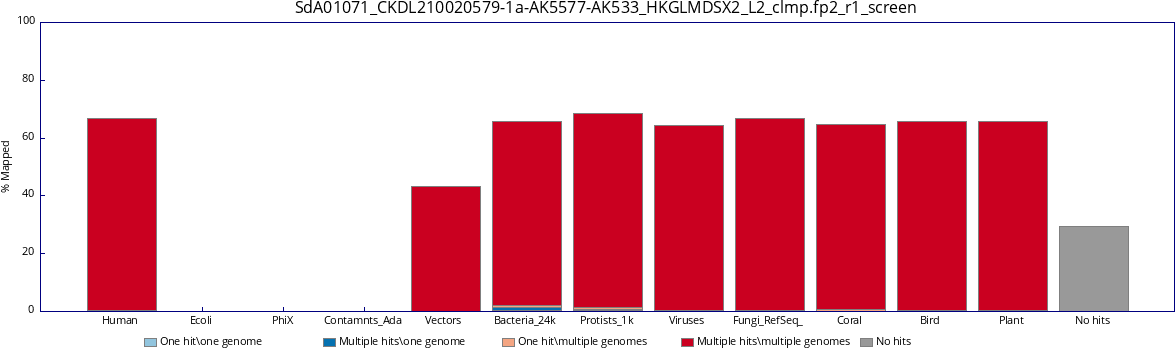 SdA01071_CKDL210020579-1a-AK5577-AK533_HKGLMDSX2_L2_clmp.fp2_r1_screen
100
80
60
40
20
0
% Mapped
Human Ecoli PhiX Contamnts_Ada Vectors Bacteria_24k Protists_1k Viruses Fungi_RefSeq_ Coral Bird Plant No hits
One hit\one genome Multiple hits\one genome One hit\multiple genomes Multiple hits\multiple genomes No hits